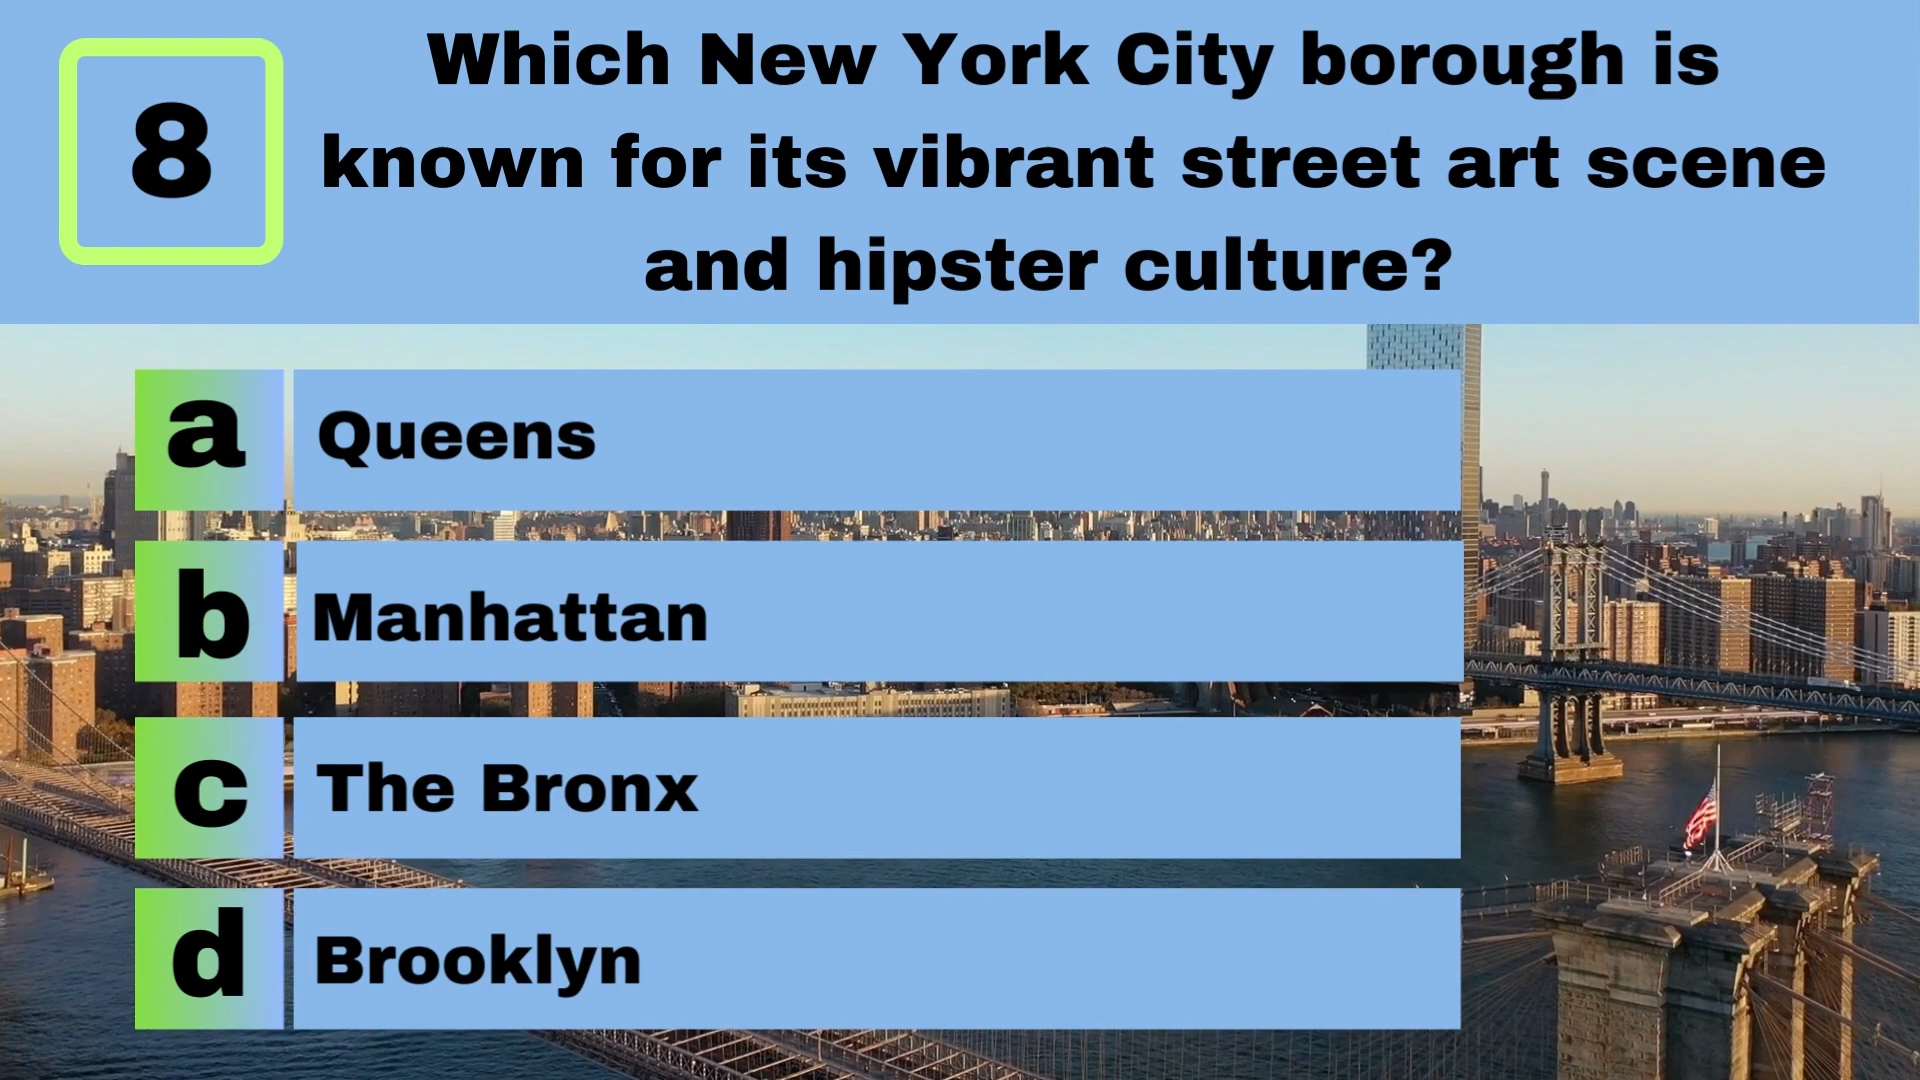 8
Which New York City borough is
known for its vibrant street art scene
and hipster culture?
a Queens
b Manhattan
c The Bronx
d Brooklyn